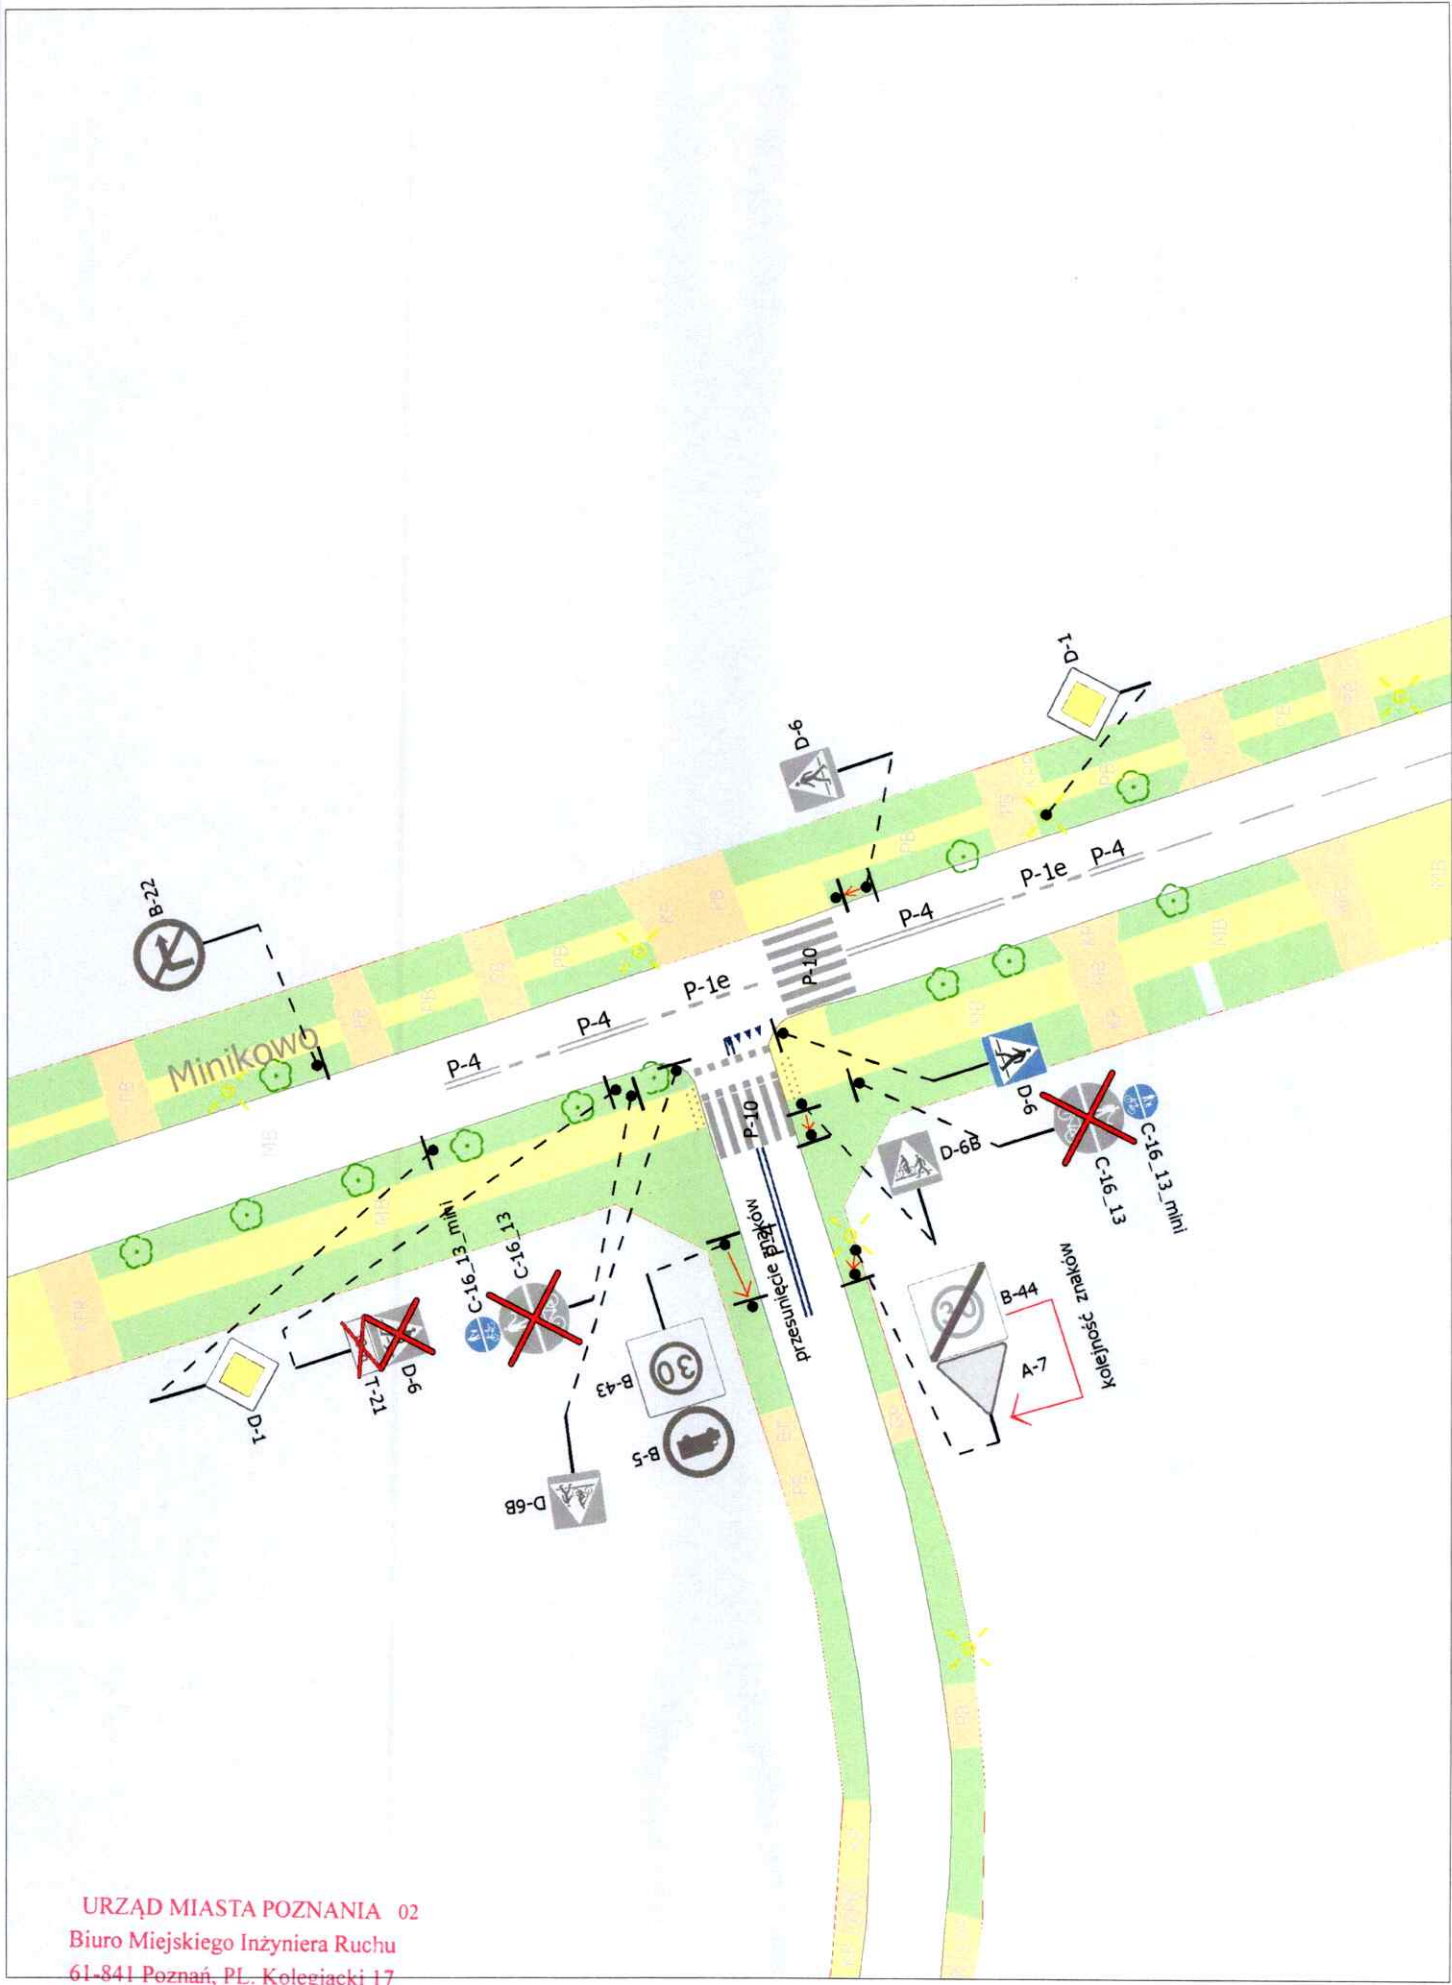 D-1
D-6
B-22
P-4
P-1e
P-4
P-10
P-1e
P-4
Minikowo
P-4
P-10
D-6
D-6B
C-16_13
C-16_13_mini
przesunięcie znaków
C-16_13_mini
C-16_13
30
B-44
A-7
kolejność znaków
T-21
D-6
D-1
B-43
30
B-5
D-6B
URZĄD MIASTA POZNANIA 02
Biuro Miejskiego Inżyniera Ruchu
61-841 Poznań, PL. Kolegiacki 17